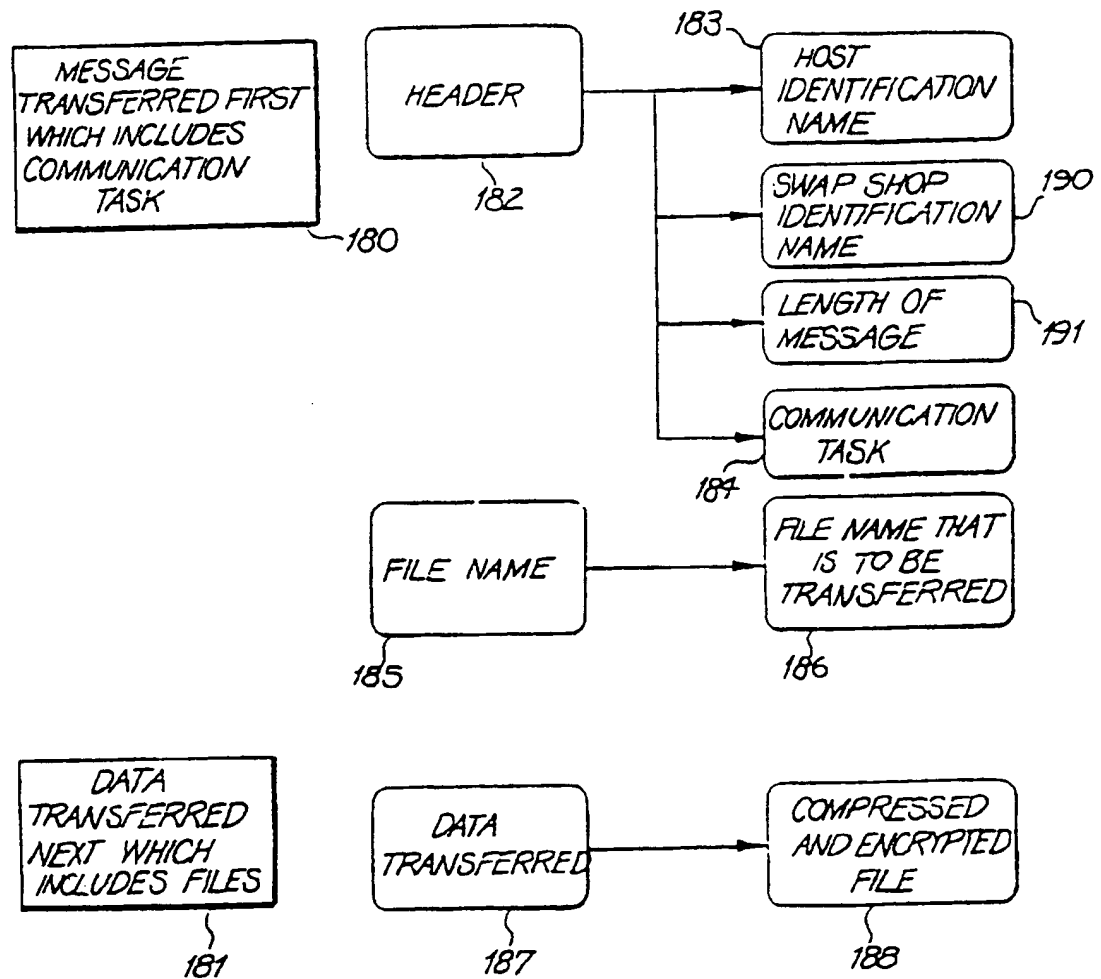 MESSAGE
TRANSFERRED FIRST
WHICH INCLUDES
COMMUNICATION
TASK
180
HEADER
182
183
HOST
IDENTIFICATION
NAME
SWAP SHOP
IDENTIFICATION
NAME
190
LENGTH OF
MESSAGE
191
COMMUNICATION
TASK
184
FILE NAME
185
FILE NAME THAT
IS TO BE
TRANSFERRED
186
DATA
TRANSFERRED
NEXT WHICH
INCLUDES FILES
181
DATA
TRANSFERRED
187
COMPRESSED
AND ENCRYPTED
FILE
188